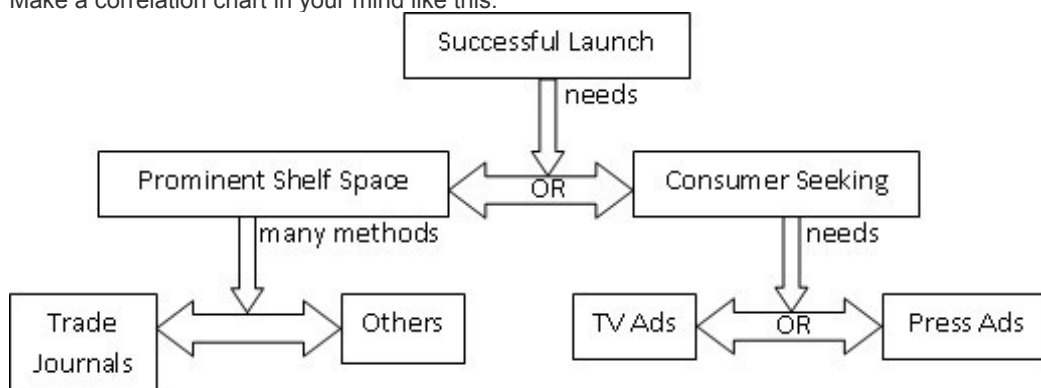 Make a correlation chart in your mind like this:
Successful Launch
needs
Prominent Shelf Space
OR
Consumer Seeking
many methods
needs
Trade
Journals
Others
TV Ads
OR
Press Ads